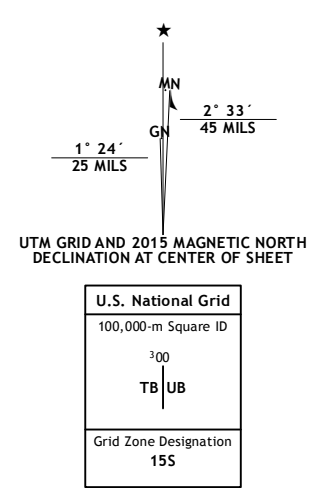 MN
GN
2° 33´
45 MILS
1° 24´
25 MILS
UTM GRID AND 2015 MAGNETIC NORTH
DECLINATION AT CENTER OF SHEET
U.S. National Grid
100,000-m Square ID
³00
TB UB
Grid Zone Designation
15S